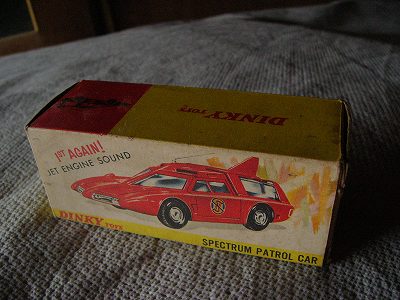 DINKY TOYS
1ST AGAIN!
JET ENGINE SOUND
DINKY TOYS
SPECTRUM PATROL CAR